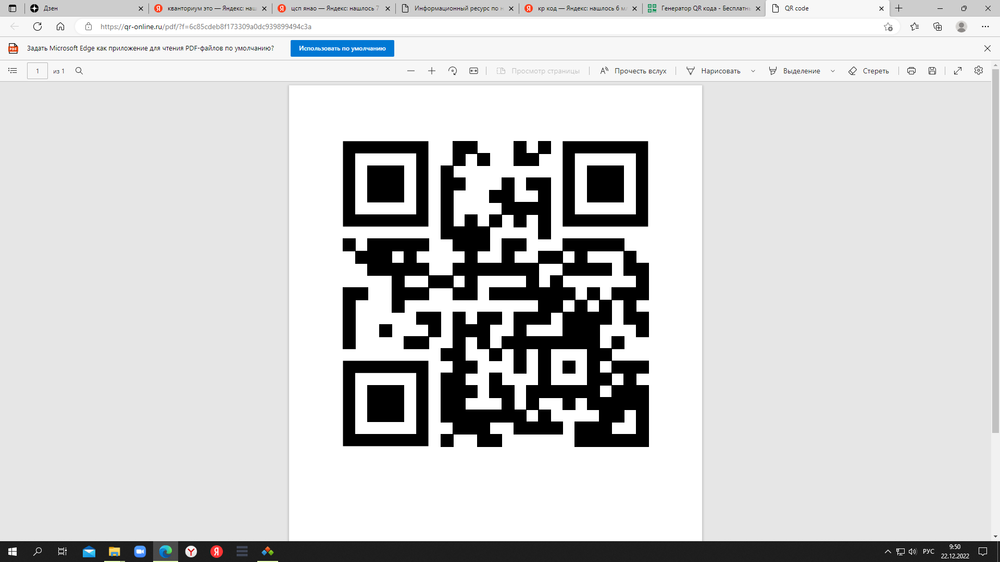 Дзен
кванториум это — Яндекс: наш
цсп янао — Яндекс: нашлось 7
Информационный ресурс по н
кр код — Яндекс: нашлось 6 м
Генератор QR кода - Бесплатн
QR code
https://qr-online.ru/pdf/?f=6c85cdeb8f173309a0dc939899494c3a
Задать Microsoft Edge как приложение для чтения PDF-файлов по умолчанию?
Использовать по умолчанию
1 из 1
Просмотр страницы
Прочесть вслух
Нарисовать
Выделение
Стереть
РУС
9:50
22.12.2022